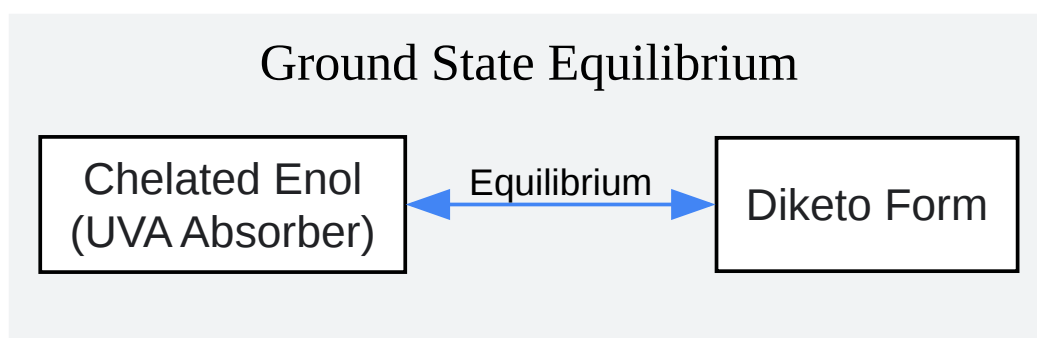 Ground State Equilibrium
Chelated Enol
(UVA Absorber)
Equilibrium
Diketo Form